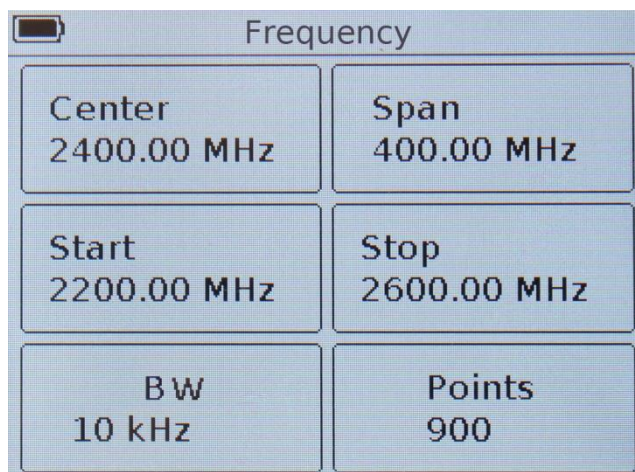 Frequency
Center
2400.00 MHz
Span
400.00 MHz
Start
2200.00 MHz
Stop
2600.00 MHz
BW
10 kHz
Points
900